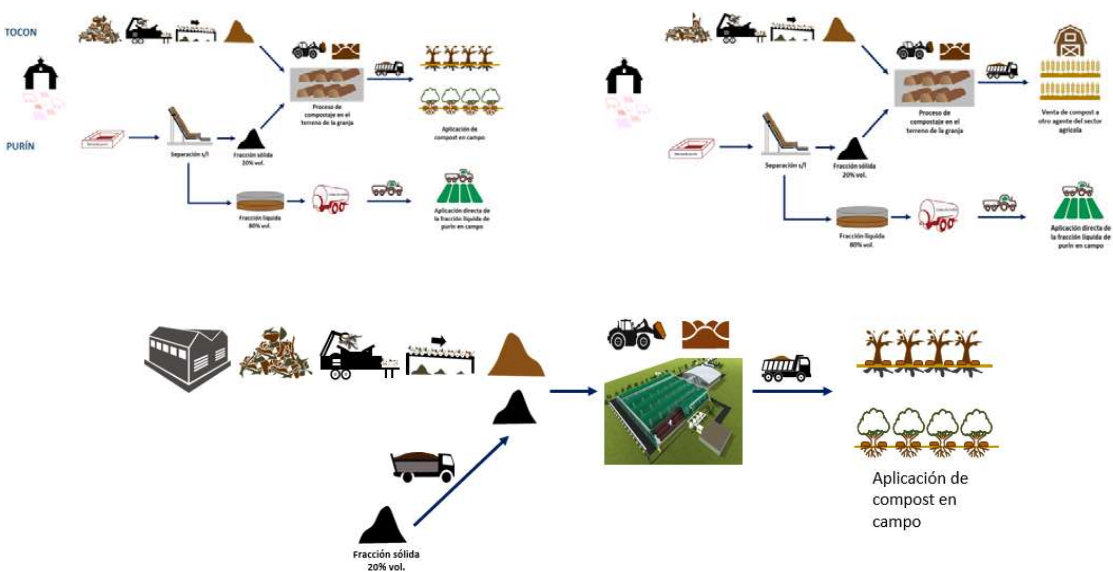 TOCON
PURÍN
Separación s/l
Fracción sólida
20% vol.
Proceso de
compostaje en el
terreno de la granja
Aplicación de
compost en campo
Fracción líquida
80% vol.
Aplicación directa de
la fracción líquida de
purín en campo
Separación s/l
Fracción sólida
20% vol.
Proceso de
compostaje en el
terreno de la granja
Venta de compost a
otro agente del sector
agrícola
Fracción líquida
80% vol.
Aplicación directa de
la fracción líquida de
purín en campo
Fracción sólida
20% vol.
Aplicación de
compost en
campo